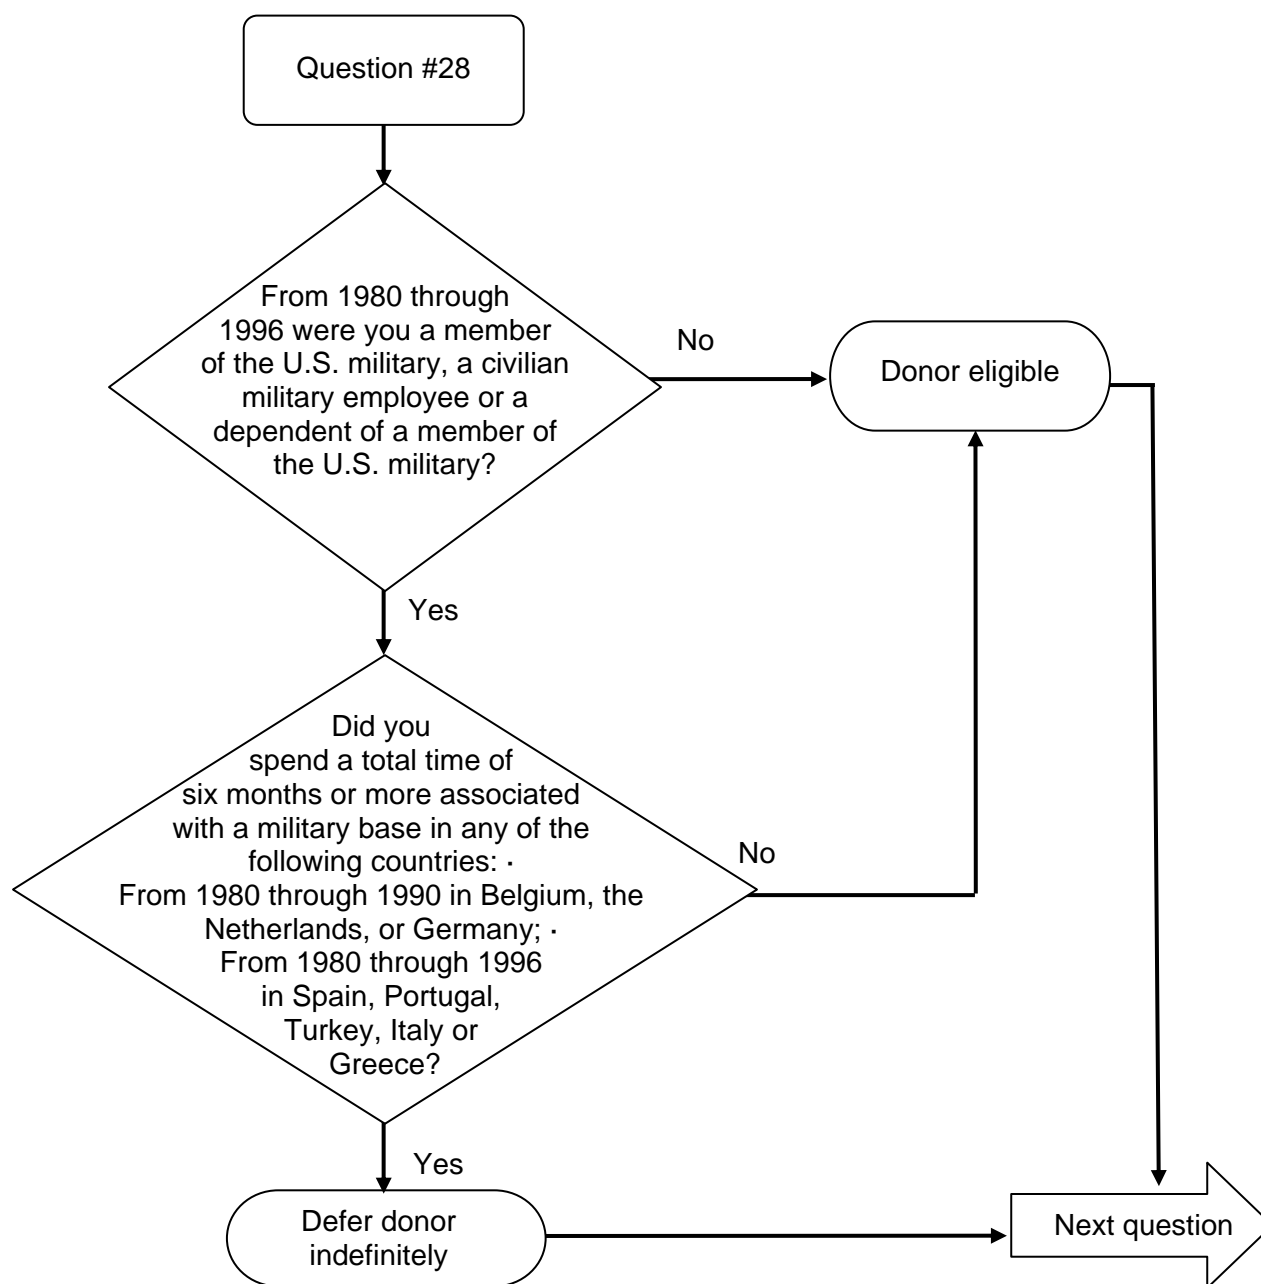 Question #28
From 1980 through
1996 were you a member
of the U.S. military, a civilian
military employee or a
dependent of a member of
the U.S. military?
No
Donor eligible
Yes
Did you
spend a total time of
six months or more associated
with a military base in any of the
following countries: ·
From 1980 through 1990 in Belgium, the
Netherlands, or Germany; ·
From 1980 through 1996
in Spain, Portugal,
Turkey, Italy or
Greece?
No
Yes
Defer donor
indefinitely
Next question